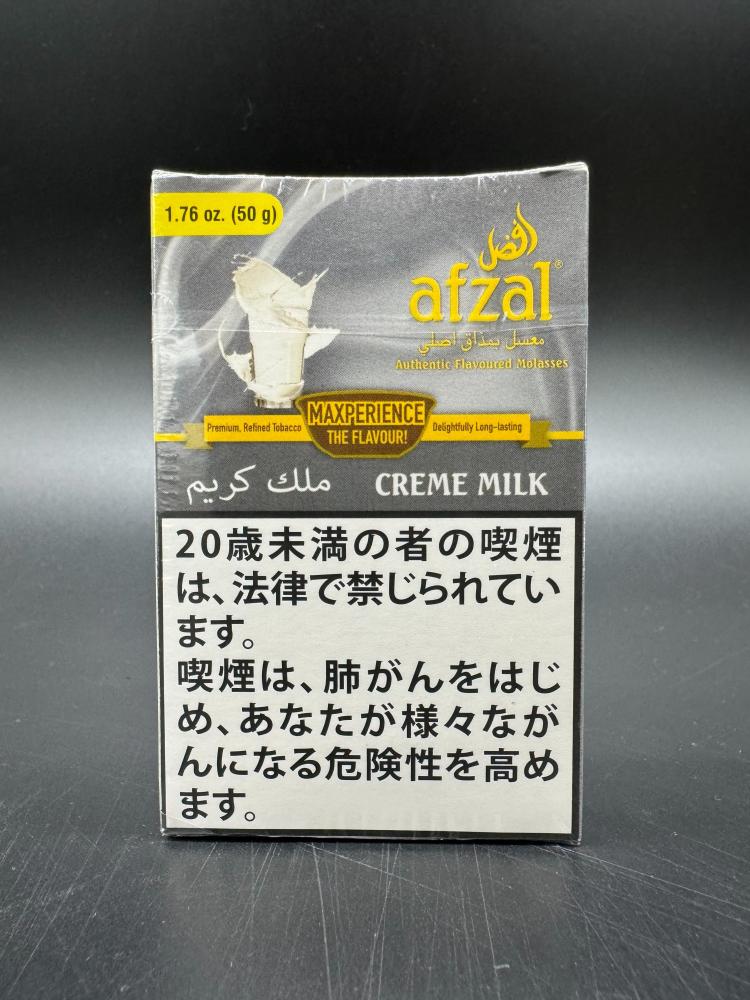 1.76 oz. (50 g)
افضل
afzal®
معسل بمذاق اصلي
Authentic Flavoured Molasses
MAXPERIENCE
THE FLAVOUR!
Premium, Refined Tobacco
Delightfully Long-lasting
ملك كريم
CREME MILK
20歳未満の者の喫煙
は、法律で禁じられてい
ます。
喫煙は、肺がんをはじ
め、あなたが様々なが
んになる危険性を高め
ます。